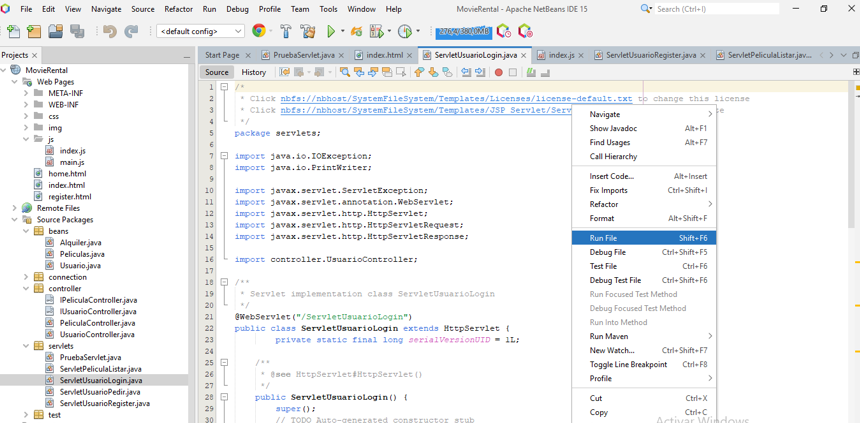 File Edit View Navigate Source Refactor Run Debug Profile Team Tools Window Help MovieRental - Apache NetBeans IDE 15 Search (Ctrl+I)
<default config>
Projects
Start Page PruebaServlet.java index.html ServletUsuarioLogin.java index.js ServletUsuarioRegister.java ServletPeliculaListar.jav...
Source History
MovieRental
Web Pages
META-INF
WEB-INF
css
img
js
index.js
main.js
home.html
index.html
register.html
Remote Files
Source Packages
beans
Alquiler.java
Peliculas.java
Usuario.java
connection
controller
IPeliculaController.java
IUsuarioController.java
PeliculaController.java
UsuarioController.java
servlets
PruebaServlet.java
ServletPeliculaListar.java
ServletUsuarioLogin.java
ServletUsuarioPedir.java
ServletUsuarioRegister.java
test
1 /*
2 * Click nbfs://nbhost/SystemFileSystem/Templates/Licenses/license-default.txt to change this license
3 * Click nbfs://nbhost/SystemFileSystem/Templates/JSP_Servlet/Serv
4 */
5 package servlets;
6
7 import java.io.IOException;
8 import java.io.PrintWriter;
9
10 import javax.servlet.ServletException;
11 import javax.servlet.annotation.WebServlet;
12 import javax.servlet.http.HttpServlet;
13 import javax.servlet.http.HttpServletRequest;
14 import javax.servlet.http.HttpServletResponse;
15
16 import controller.UsuarioController;
17
18 /**
19 * Servlet implementation class ServletUsuarioLogin
20 */
21 @WebServlet("/ServletUsuarioLogin")
22 public class ServletUsuarioLogin extends HttpServlet {
23 private static final long serialVersionUID = 1L;
24
25 /**
26 * @see HttpServlet#HttpServlet()
27 */
28 public ServletUsuarioLogin() {
29 super();
30 // TODO Auto-generated constructor stub
Navigate
Show Javadoc Alt+F1
Find Usages Alt+F7
Call Hierarchy
Insert Code... Alt+Insert
Fix Imports Ctrl+Shift+I
Refactor
Format Alt+Shift+F
Run File Shift+F6
Debug File Ctrl+Shift+F5
Test File Ctrl+F6
Debug Test File Ctrl+Shift+F6
Run Focused Test Method
Debug Focused Test Method
Run Into Method
Run Maven
New Watch... Ctrl+Shift+F7
Toggle Line Breakpoint Ctrl+F8
Profile
Cut Ctrl+X
Copy Ctrl+C
Activar Windows